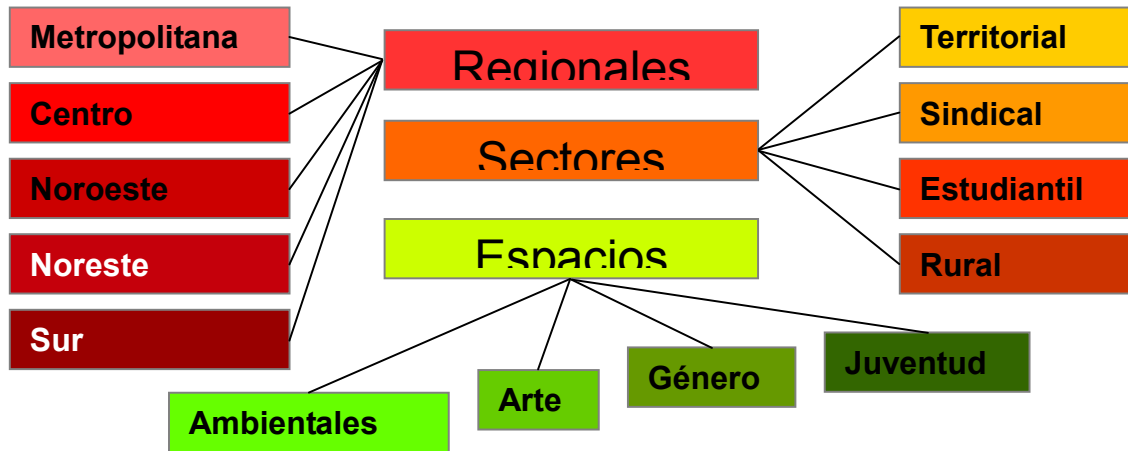 Metropolitana
Centro
Noroeste
Noreste
Sur
Regionales
Sectores
Espacios
Territorial
Sindical
Estudiantil
Rural
Ambientales
Arte
Género
Juventud